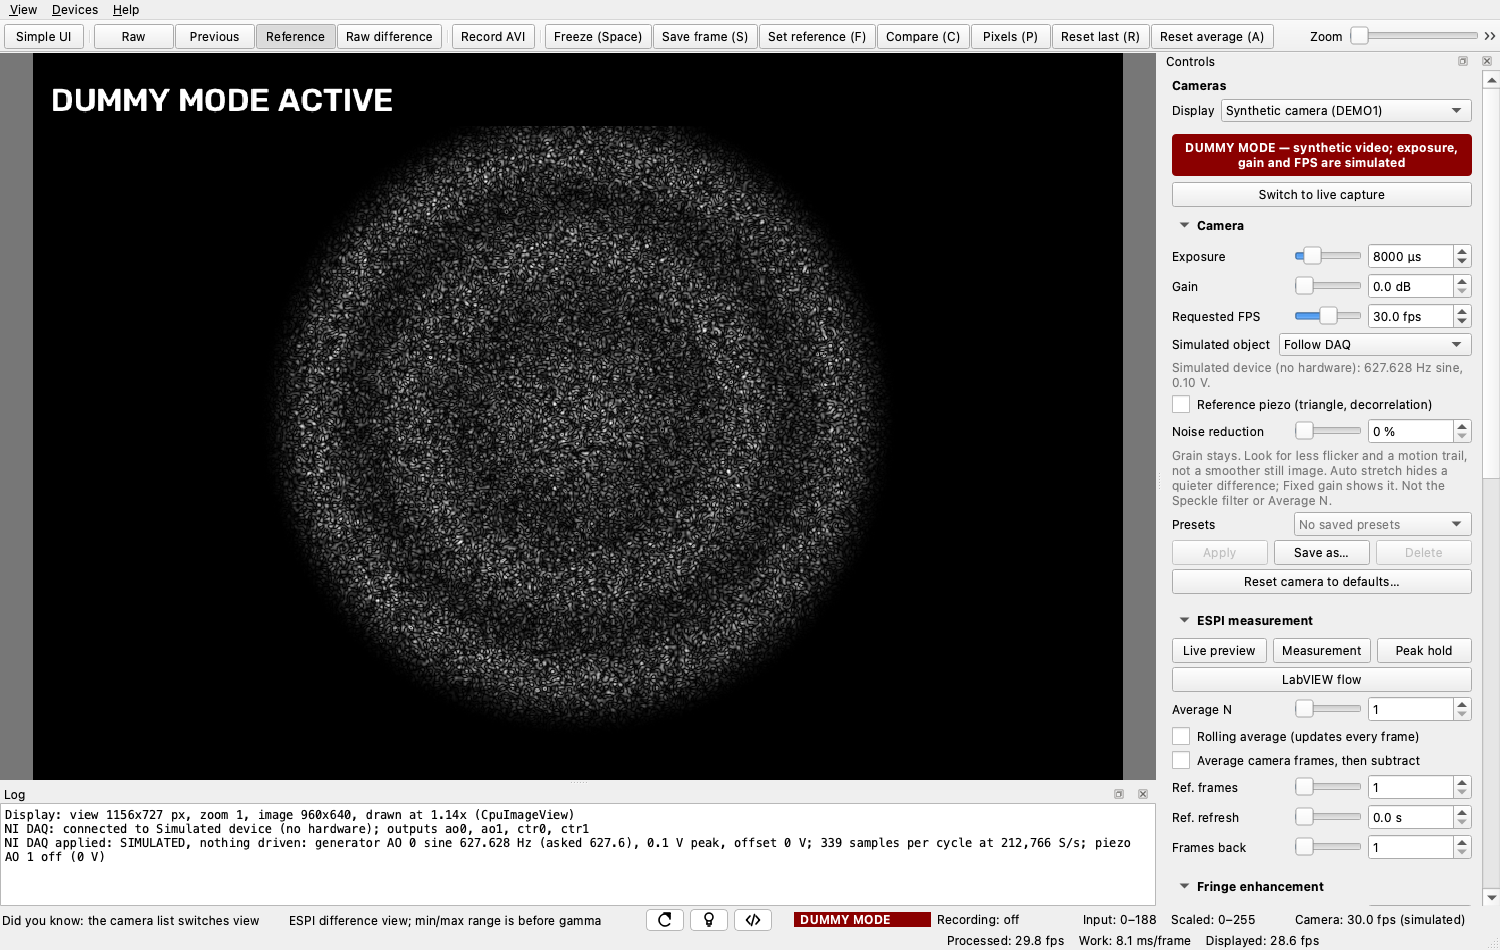 View Devices Help
Simple UI Raw Previous Reference Raw difference Record AVI Freeze (Space) Save frame (S) Set reference (F) Compare (C) Pixels (P) Reset last (R) Reset average (A) Zoom
DUMMY MODE ACTIVE
Controls
Cameras
Display Synthetic camera (DEMO1)
DUMMY MODE — synthetic video; exposure,
gain and FPS are simulated
Switch to live capture
Camera
Exposure 8000 µs
Gain 0.0 dB
Requested FPS 30.0 fps
Simulated object Follow DAQ
Simulated device (no hardware): 627.628 Hz sine,
0.10 V.
Reference piezo (triangle, decorrelation)
Noise reduction 0 %
Grain stays. Look for less flicker and a motion trail,
not a smoother still image. Auto stretch hides a
quieter difference; Fixed gain shows it. Not the
Speckle filter or Average N.
Presets No saved presets
Apply Save as... Delete
Reset camera to defaults...
ESPI measurement
Live preview Measurement Peak hold
LabVIEW flow
Average N 1
Rolling average (updates every frame)
Average camera frames, then subtract
Ref. frames 1
Ref. refresh 0.0 s
Frames back 1
Fringe enhancement
Log
Display: view 1156x727 px, zoom 1, image 960x640, drawn at 1.14x (CpuImageView)
NI DAQ: connected to Simulated device (no hardware); outputs ao0, ao1, ctr0, ctr1
NI DAQ applied: SIMULATED, nothing driven: generator AO 0 sine 627.628 Hz (asked 627.6), 0.1 V peak, offset 0 V; 339 samples per cycle at 212,766 S/s; piezo
AO 1 off (0 V)
Did you know: the camera list switches view ESPI difference view; min/max range is before gamma DUMMY MODE Recording: off Input: 0–188 Scaled: 0–255 Camera: 30.0 fps (simulated)
Processed: 29.8 fps Work: 8.1 ms/frame Displayed: 28.6 fps